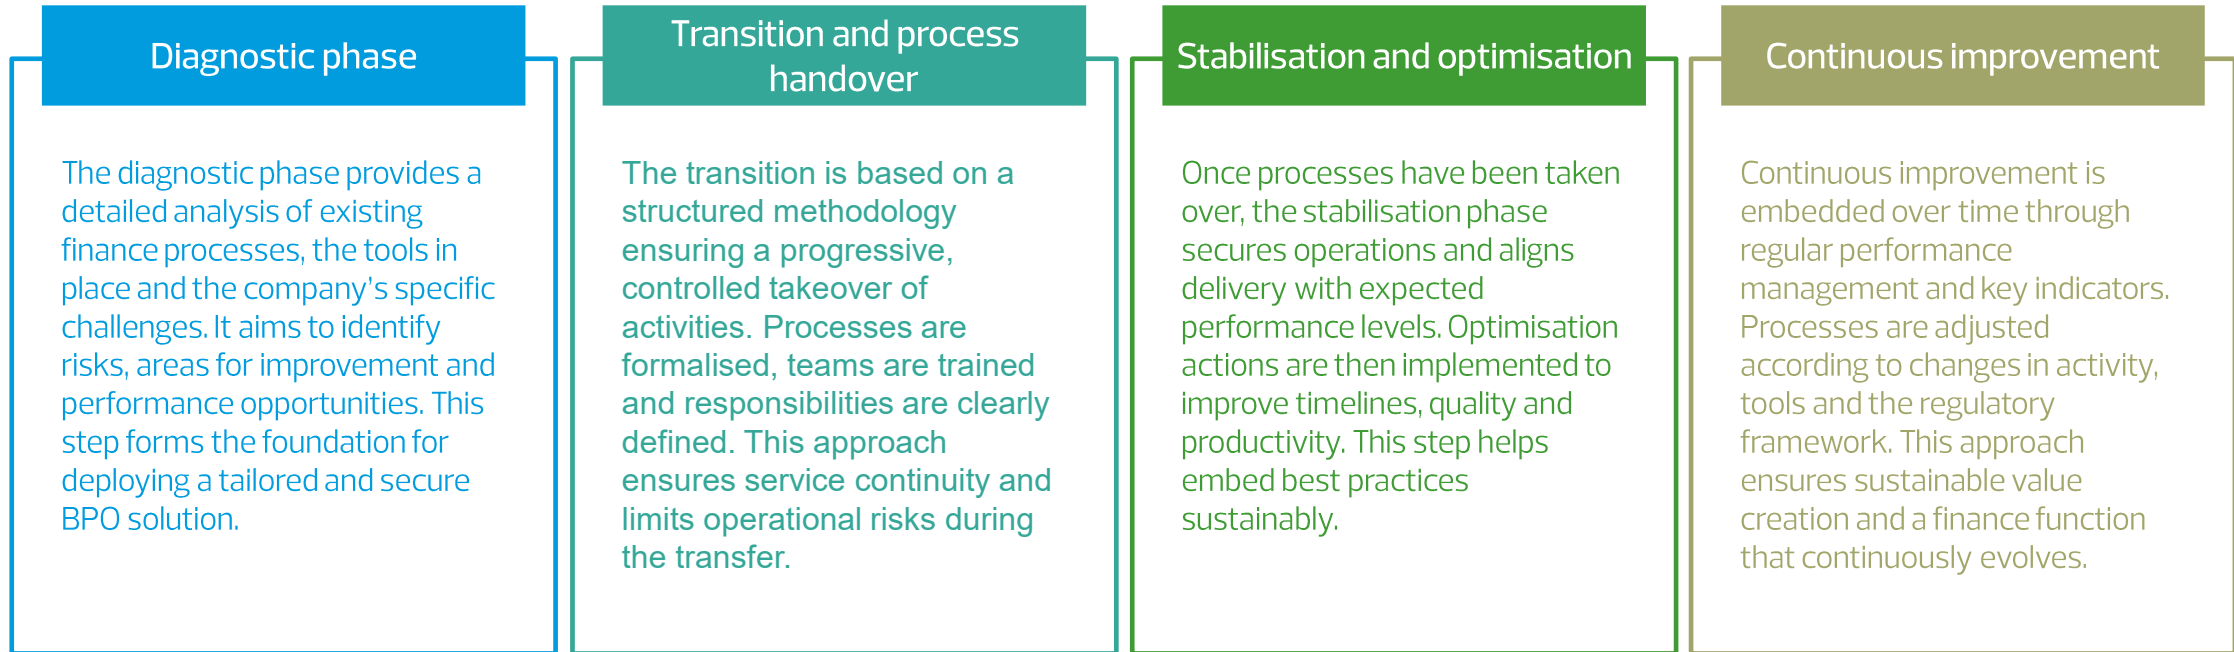 Diagnostic phase
The diagnostic phase provides a
detailed analysis of existing
finance processes, the tools in
place and the company’s specific
challenges. It aims to identify
risks, areas for improvement and
performance opportunities. This
step forms the foundation for
deploying a tailored and secure
BPO solution.
Transition and process
handover
The transition is based on a
structured methodology
ensuring a progressive,
controlled takeover of
activities. Processes are
formalised, teams are trained
and responsibilities are clearly
defined. This approach
ensures service continuity and
limits operational risks during
the transfer.
Stabilisation and optimisation
Once processes have been taken
over, the stabilisation phase
secures operations and aligns
delivery with expected
performance levels. Optimisation
actions are then implemented to
improve timelines, quality and
productivity. This step helps
embed best practices
sustainably.
Continuous improvement
Continuous improvement is
embedded over time through
regular performance
management and key indicators.
Processes are adjusted
according to changes in activity,
tools and the regulatory
framework. This approach
ensures sustainable value
creation and a finance function
that continuously evolves.